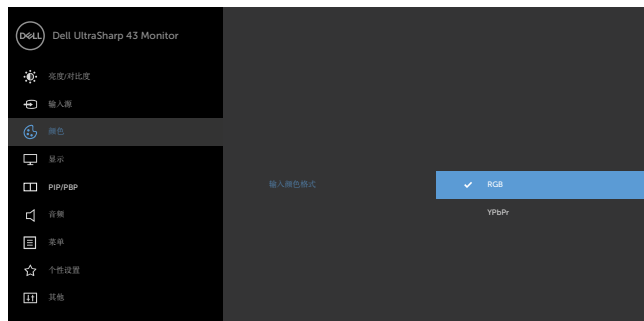 DELL Dell UltraSharp 43 Monitor
亮度/对比度
输入源
颜色
显示
PIP/PBP
音频
菜单
个性设置
其他
输入颜色格式
RGB
YPbPr